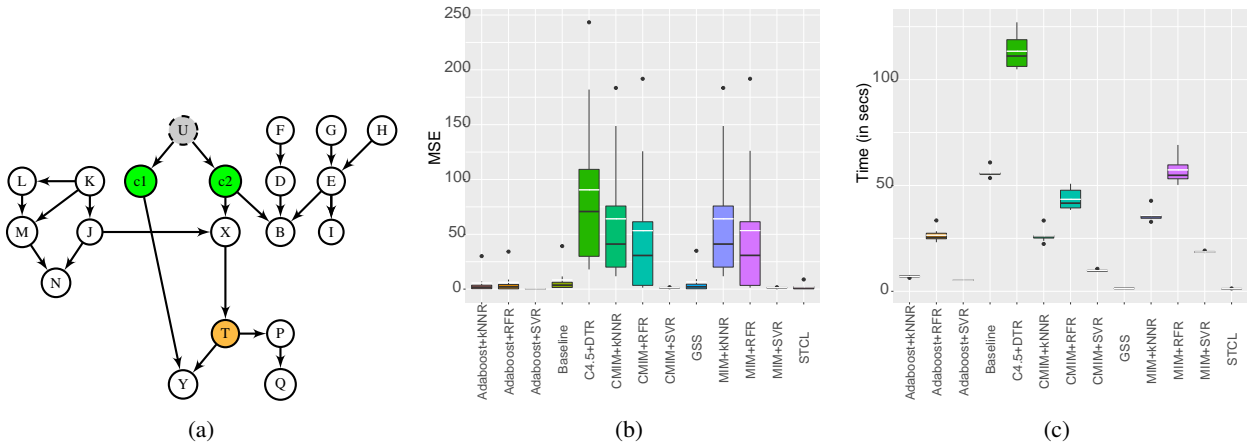 U
F
G
H
L
K
c1
c2
D
E
M
J
X
B
I
N
T
P
Y
Q
(a)
MSE
250
200
150
100
50
0
Adaboost+kNNR
Adaboost+RFR
Adaboost+SVR
Baseline
C4.5+DTR
CMIM+kNNR
CMIM+RFR
CMIM+SVR
GSS
MIM+kNNR
MIM+RFR
MIM+SVR
STCL
(b)
Time (in secs)
100
50
0
Adaboost+kNNR
Adaboost+RFR
Adaboost+SVR
Baseline
C4.5+DTR
CMIM+kNNR
CMIM+RFR
CMIM+SVR
GSS
MIM+kNNR
MIM+RFR
MIM+SVR
STCL
(c)